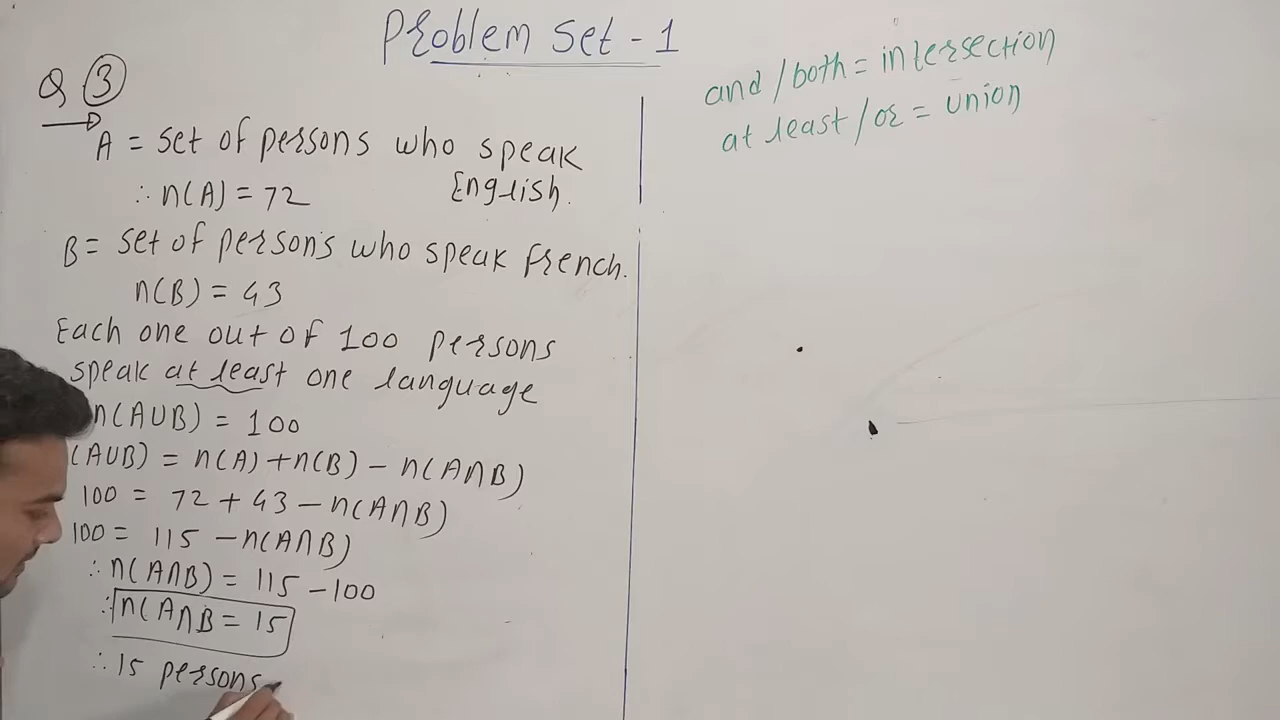 Problem Set - 1
Q 3
A = set of persons who speak
English.
∴ n(A) = 72
B = set of persons who speak french.
n(B) = 43
Each one out of 100 persons
speak at least one language
n(AUB) = 100
(AUB) = n(A) + n(B) - n(A∩B)
100 = 72 + 43 - n(A∩B)
100 = 115 - n(A∩B)
∴ n(A∩B) = 115 - 100
∴ n(A∩B = 15
∴ 15 persons
and / both = intersection
at least / or = union